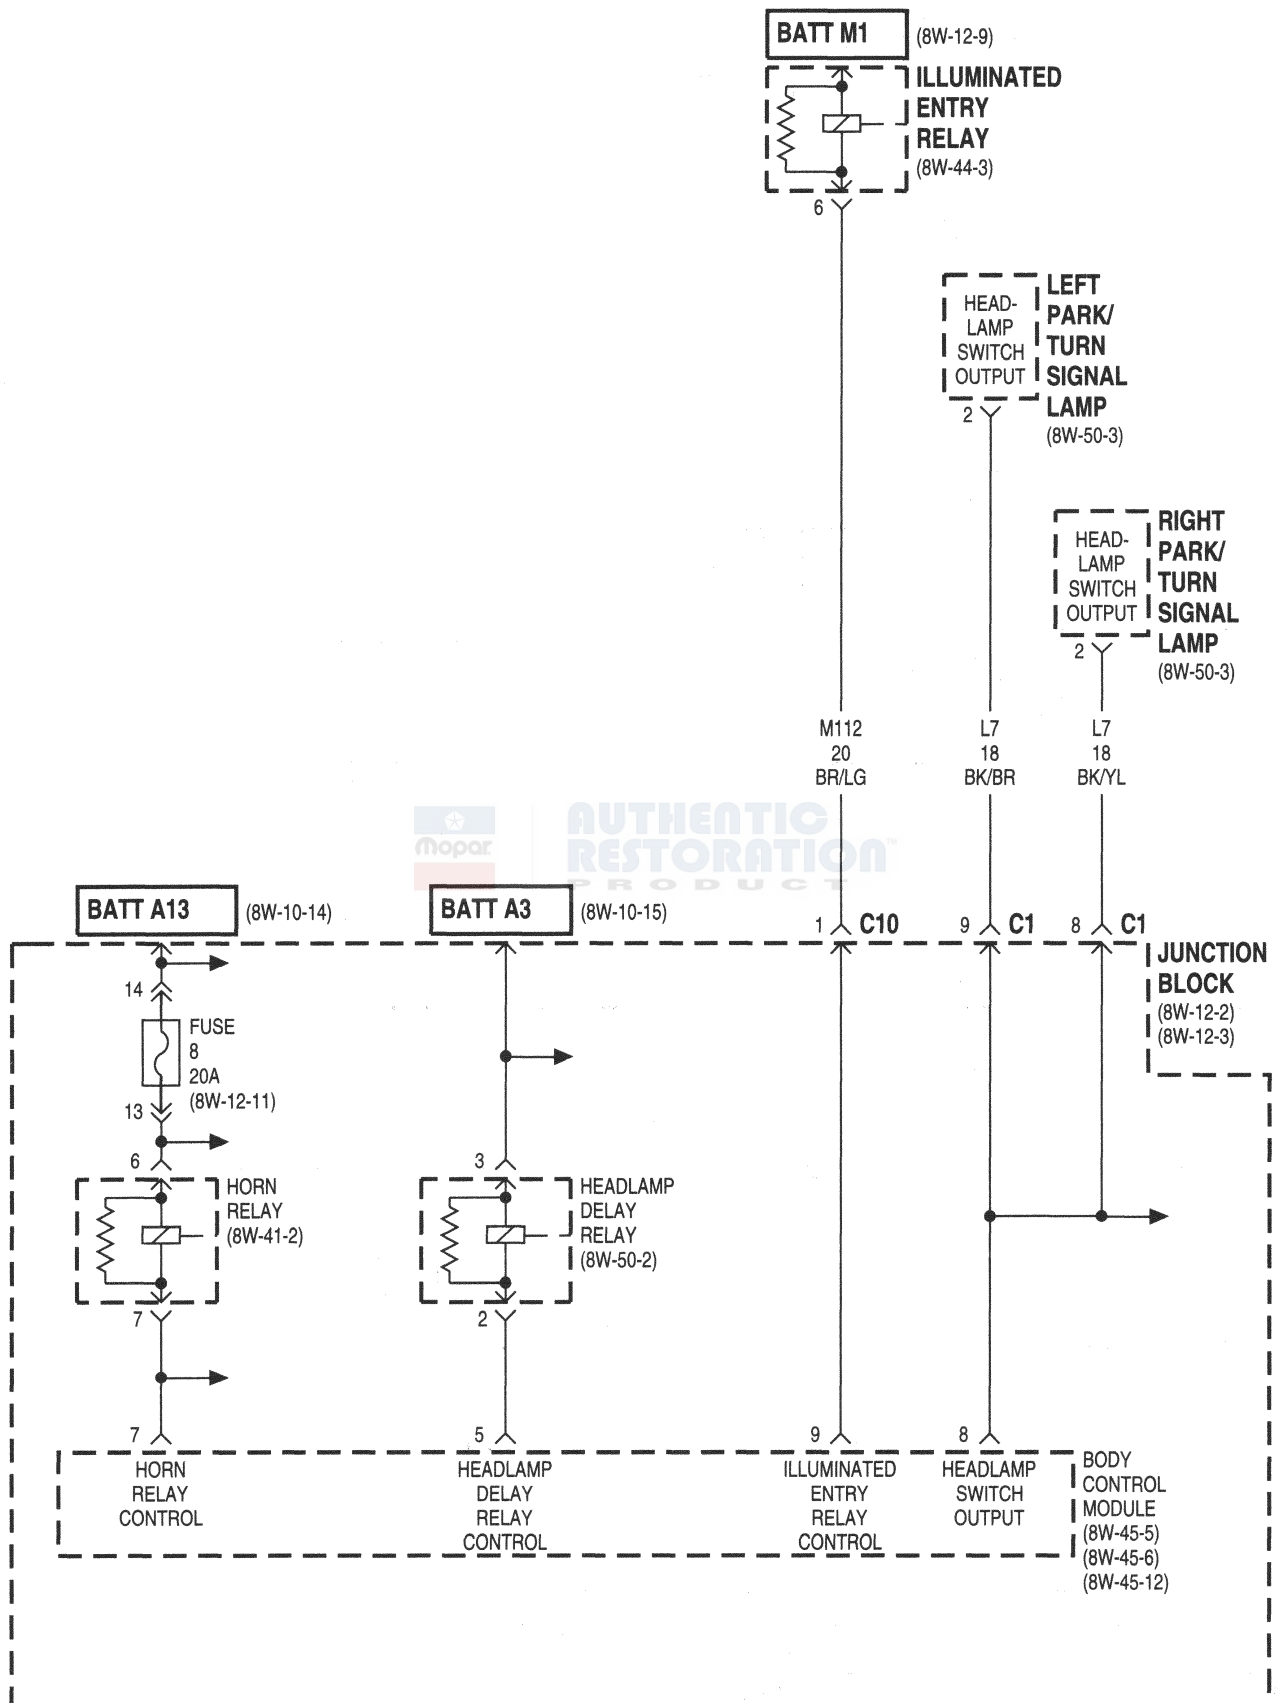 BATT M1
(8W-12-9)
ILLUMINATED
ENTRY
RELAY
(8W-44-3)
6
HEAD-
LAMP
SWITCH
OUTPUT
LEFT
PARK/
TURN
SIGNAL
LAMP
(8W-50-3)
2
HEAD-
LAMP
SWITCH
OUTPUT
RIGHT
PARK/
TURN
SIGNAL
LAMP
(8W-50-3)
2
M112
20
BR/LG
L7
18
BK/BR
L7
18
BK/YL
Mopar
AUTHENTIC
RESTORATION™
PRODUCT
BATT A13
(8W-10-14)
BATT A3
(8W-10-15)
1 C10
9 C1
8 C1
JUNCTION
BLOCK
(8W-12-2)
(8W-12-3)
14
FUSE
8
20A
(8W-12-11)
13
6
HORN
RELAY
(8W-41-2)
7
3
HEADLAMP
DELAY
RELAY
(8W-50-2)
2
7
5
9
8
HORN
RELAY
CONTROL
HEADLAMP
DELAY
RELAY
CONTROL
ILLUMINATED
ENTRY
RELAY
CONTROL
HEADLAMP
SWITCH
OUTPUT
BODY
CONTROL
MODULE
(8W-45-5)
(8W-45-6)
(8W-45-12)